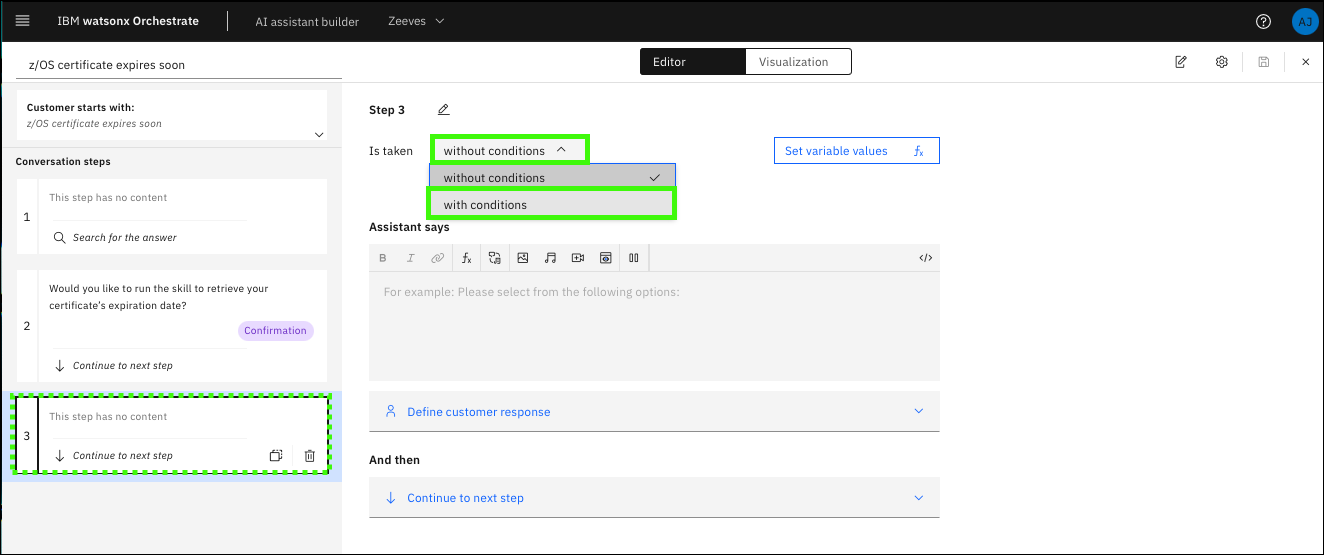 IBM watsonx Orchestrate
AI assistant builder
Zeeves
AJ
z/OS certificate expires soon
Editor
Visualization
Customer starts with:
z/OS certificate expires soon
Conversation steps
1
This step has no content
Search for the answer
2
Would you like to run the skill to retrieve your
certificate's expiration date?
Confirmation
Continue to next step
3
This step has no content
Continue to next step
Step 3
Is taken
without conditions
without conditions
with conditions
Set variable values
fx
Assistant says
B
I
fx
</>
For example: Please select from the following options:
Define customer response
And then
Continue to next step